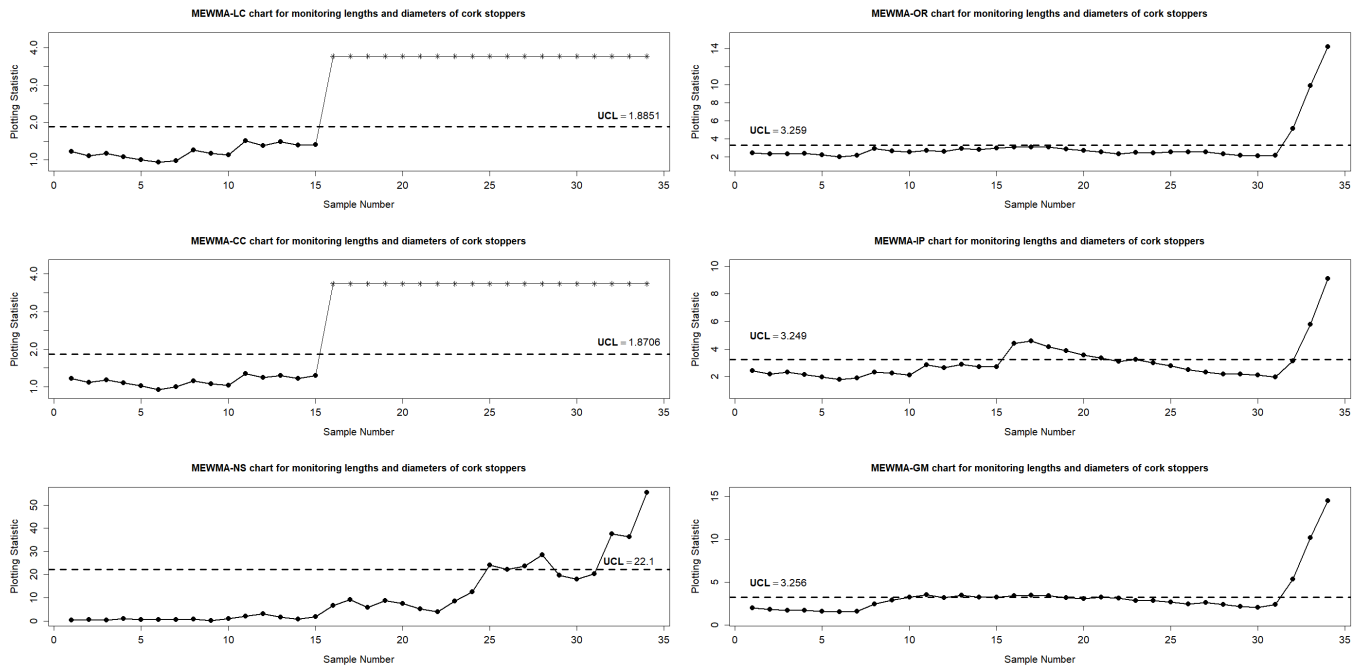 MEWMA-LC chart for monitoring lengths and diameters of cork stoppers
Plotting Statistic
1.0 2.0 3.0 4.0
UCL = 1.8851
0 5 10 15 20 25 30 35
Sample Number
MEWMA-OR chart for monitoring lengths and diameters of cork stoppers
Plotting Statistic
2 4 6 8 10 14
UCL = 3.259
0 5 10 15 20 25 30 35
Sample Number
MEWMA-CC chart for monitoring lengths and diameters of cork stoppers
Plotting Statistic
1.0 2.0 3.0 4.0
UCL = 1.8706
0 5 10 15 20 25 30 35
Sample Number
MEWMA-IP chart for monitoring lengths and diameters of cork stoppers
Plotting Statistic
2 4 6 8 10
UCL = 3.249
0 5 10 15 20 25 30 35
Sample Number
MEWMA-NS chart for monitoring lengths and diameters of cork stoppers
Plotting Statistic
0 10 20 30 40 50
UCL = 22.1
0 5 10 15 20 25 30 35
Sample Number
MEWMA-GM chart for monitoring lengths and diameters of cork stoppers
Plotting Statistic
0 5 10 15
UCL = 3.256
0 5 10 15 20 25 30 35
Sample Number